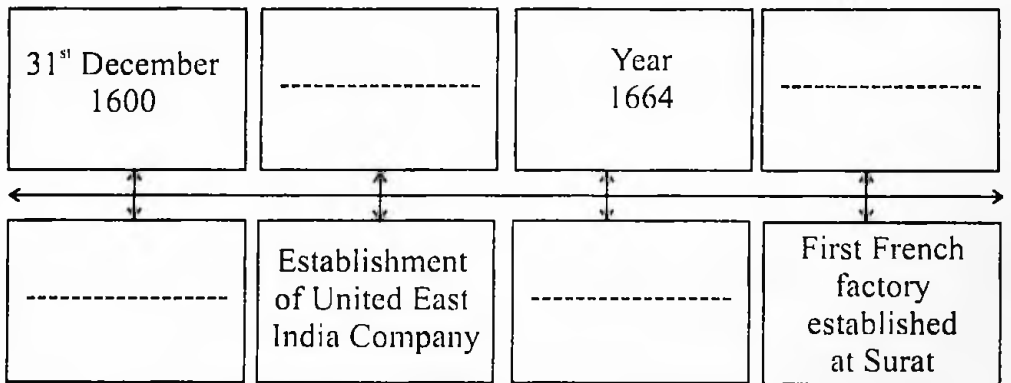 31st December
1600
--------------------
Year
1664
--------------------
--------------------
Establishment
of United East
India Company
--------------------
First French
factory
established
at Surat